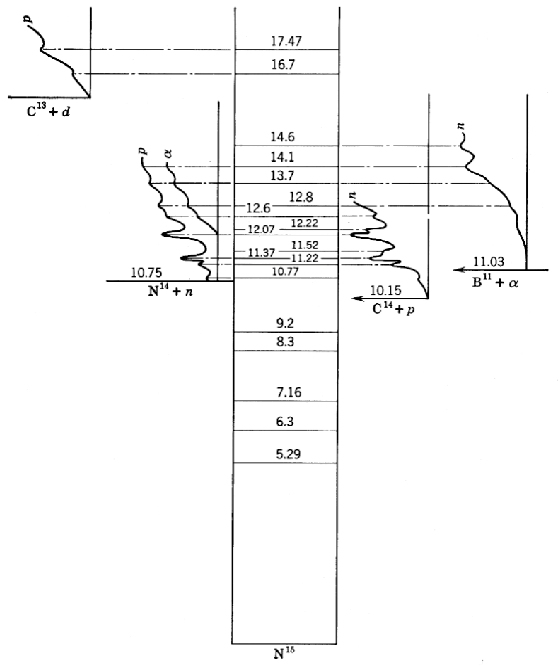 p
17.47
16.7
C¹³ + d
14.6
n
p
α
14.1
13.7
12.8
n
12.6
12.22
12.07
11.52
11.37
11.22
10.77
10.75
N¹⁴ + n
11.03
B¹¹ + α
10.15
C¹⁴ + p
9.2
8.3
7.16
6.3
5.29
N¹⁵